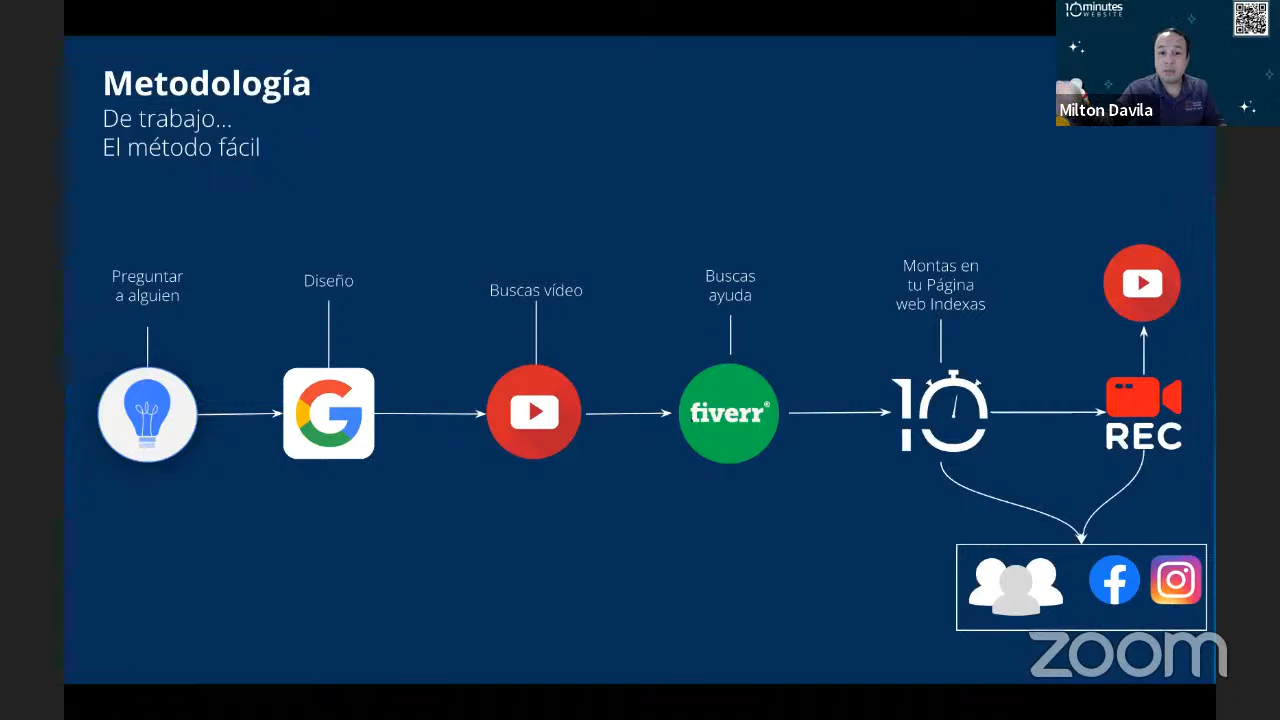 Metodología
De trabajo...
El método fácil
10minutes
WEBSITE
Milton Davila
Preguntar
a alguien
Diseño
Buscas vídeo
Buscas
ayuda
Montas en
tu Página
web Indexas
fiverr®
10
REC
zoom